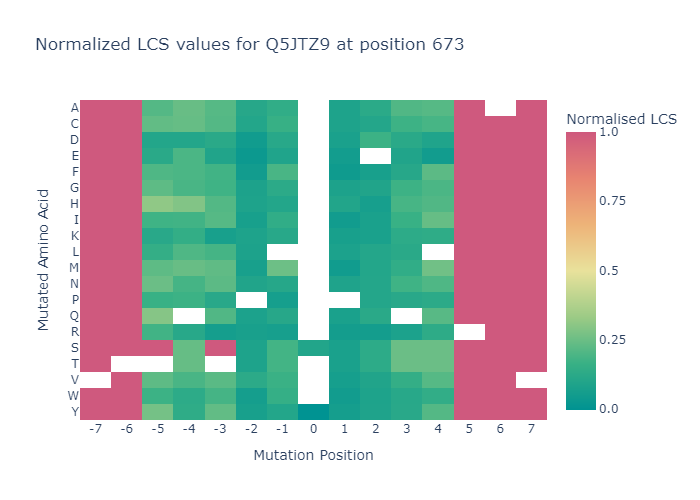 Normalized LCS values for Q5JTZ9 at position 673
Normalised LCS
Mutated Amino Acid
A
C
D
E
F
G
H
I
K
L
M
N
P
Q
R
S
T
V
W
Y
-7 -6 -5 -4 -3 -2 -1 0 1 2 3 4 5 6 7
Mutation Position
1.0
0.75
0.5
0.25
0.0